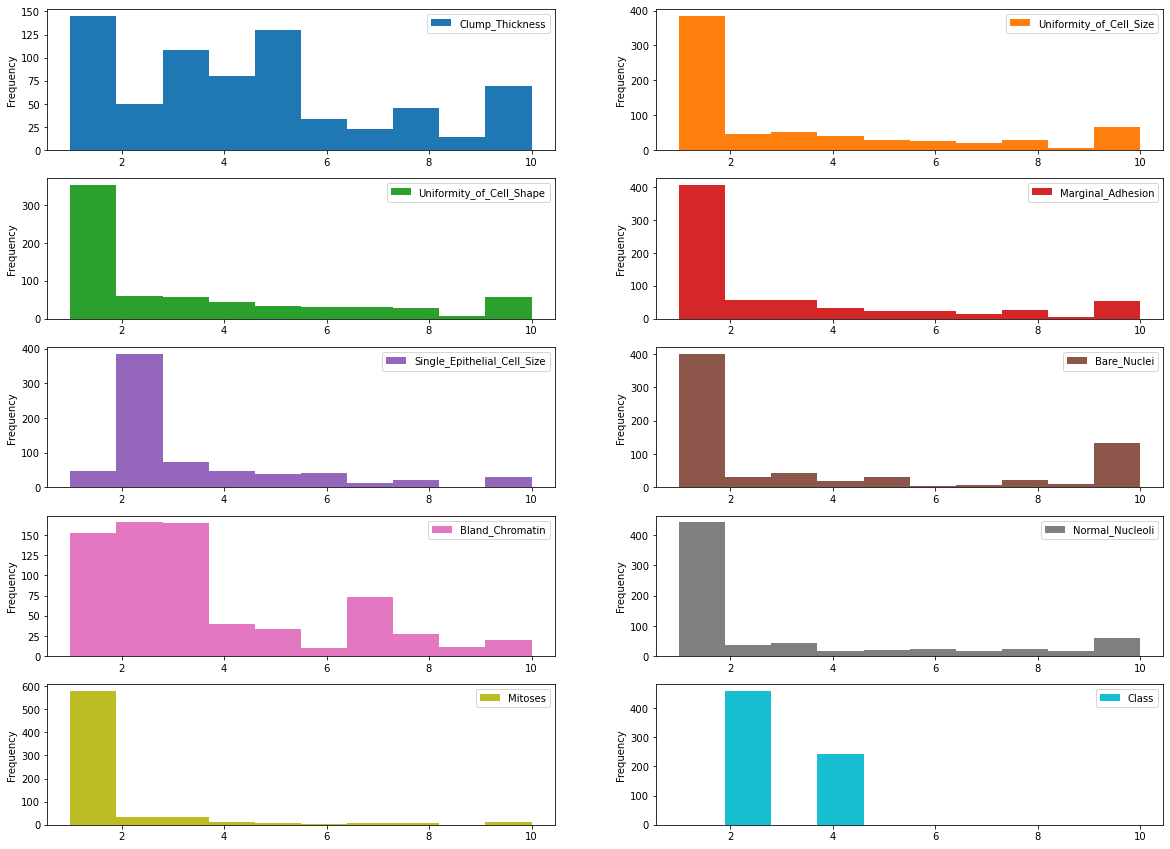 150
125
100
75
50
25
0
Frequency
Clump_Thickness
2 4 6 8 10
400
300
200
100
0
Frequency
Uniformity_of_Cell_Size
2 4 6 8 10
300
200
100
0
Frequency
Uniformity_of_Cell_Shape
2 4 6 8 10
400
300
200
100
0
Frequency
Marginal_Adhesion
2 4 6 8 10
400
300
200
100
0
Frequency
Single_Epithelial_Cell_Size
2 4 6 8 10
400
300
200
100
0
Frequency
Bare_Nuclei
2 4 6 8 10
150
125
100
75
50
25
0
Frequency
Bland_Chromatin
2 4 6 8 10
400
300
200
100
0
Frequency
Normal_Nucleoli
2 4 6 8 10
600
500
400
300
200
100
0
Frequency
Mitoses
2 4 6 8 10
400
300
200
100
0
Frequency
Class
2 4 6 8 10